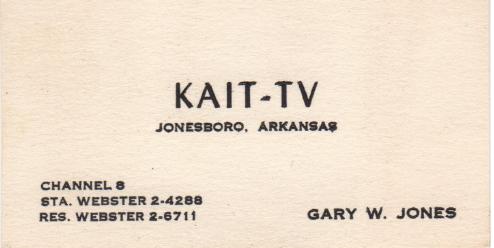 KAIT-TV
JONESBORO, ARKANSAS
CHANNEL 8
STA. WEBSTER 2-4288
RES. WEBSTER 2-6711
GARY W. JONES